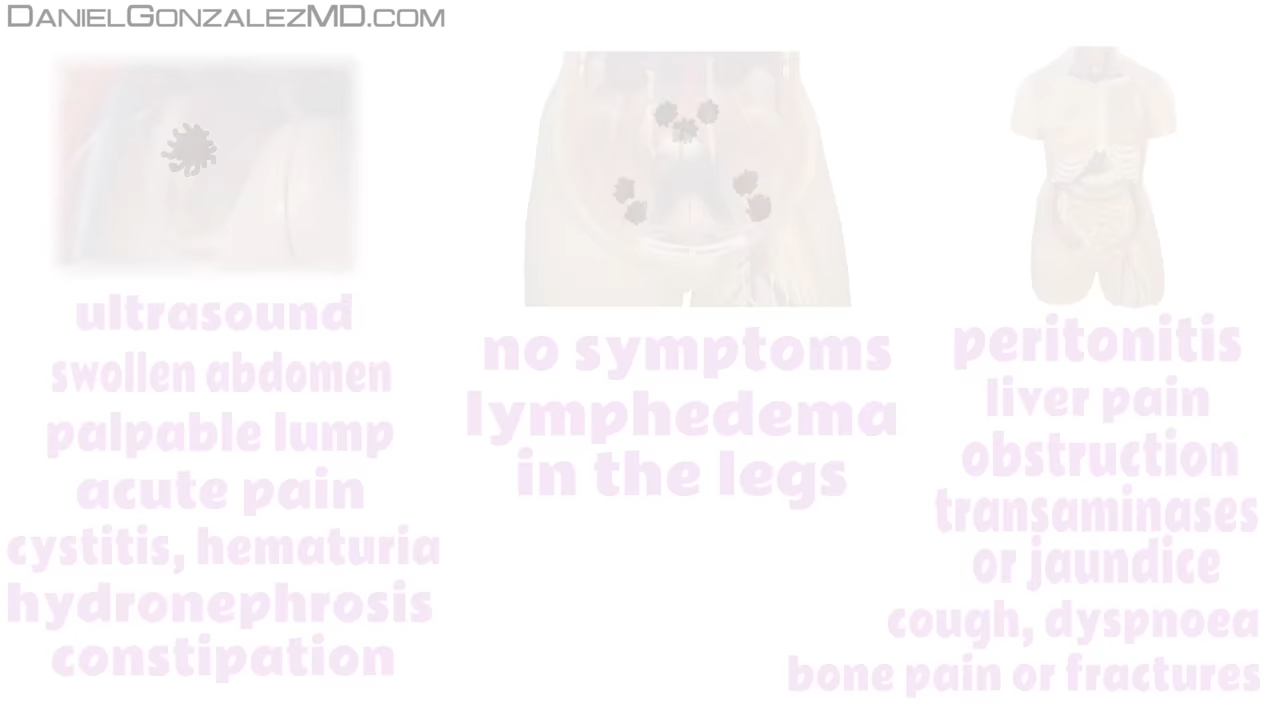 DANIELGONZALEZMD.COM
ultrasound
swollen abdomen
palpable lump
acute pain
cystitis, hematuria
hydronephrosis
constipation
no symptoms
lymphedema
in the legs
peritonitis
liver pain
obstruction
transaminases
or jaundice
cough, dyspnoea
bone pain or fractures